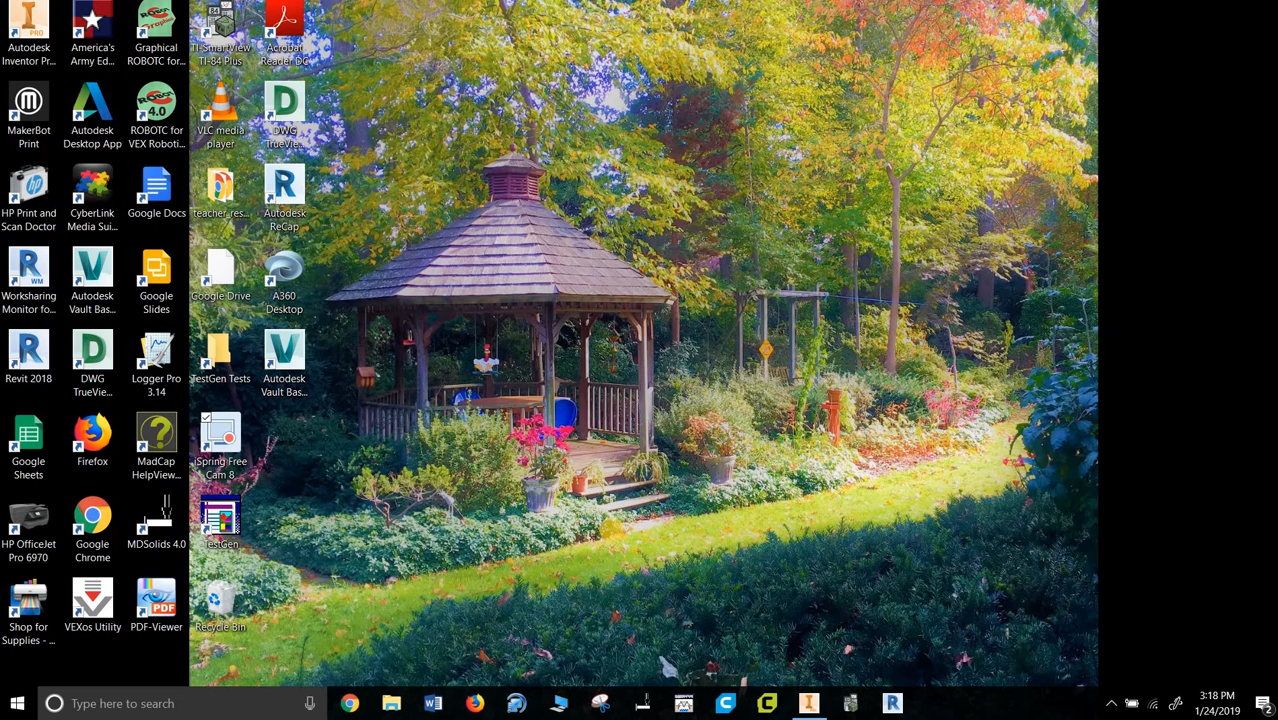 Autodesk
Inventor Pr...
America's
Army Ed...
Graphical
ROBOTC for...
TI-SmartView
TI-84 Plus
Acrobat
Reader DC
MakerBot
Print
Autodesk
Desktop App
ROBOTC for
VEX Roboti...
VLC media
player
DWG
TrueVie...
HP Print and
Scan Doctor
CyberLink
Media Sui...
Google Docs
teacher_res...
Autodesk
ReCap
Worksharing
Monitor fo...
Autodesk
Vault Bas...
Google
Slides
Google Drive
A360
Desktop
Revit 2018
DWG
TrueVie...
Logger Pro
3.14
TestGen Tests
Autodesk
Vault Bas...
Google
Sheets
Firefox
MadCap
HelpView...
iSpring Free
Cam 8
HP OfficeJet
Pro 6970
Google
Chrome
MDSolids 4.0
TestGen
Shop for
Supplies - ...
VEXos Utility
PDF-Viewer
Recycle Bin
Type here to search
3:18 PM
1/24/2019
2